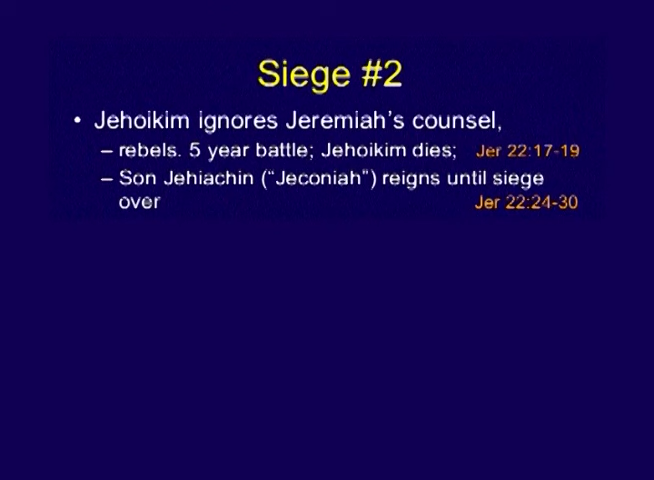 Siege #2
• Jehoikim ignores Jeremiah's counsel,
– rebels. 5 year battle; Jehoikim dies; Jer 22:17-19
– Son Jehiachin ("Jeconiah") reigns until siege
over Jer 22:24-30